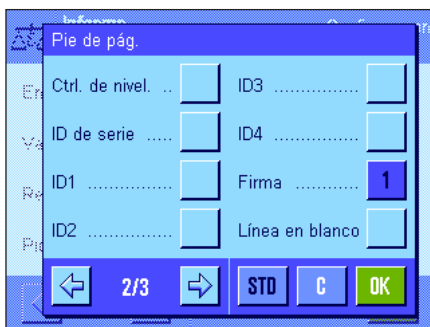 Pie de pág.
Ctrl. de nivel. ..
ID3 ................
ID de serie .....
ID4 ................
ID1 ................
Firma ............ 1
ID2 ................
Línea en blanco
2/3 STD C OK